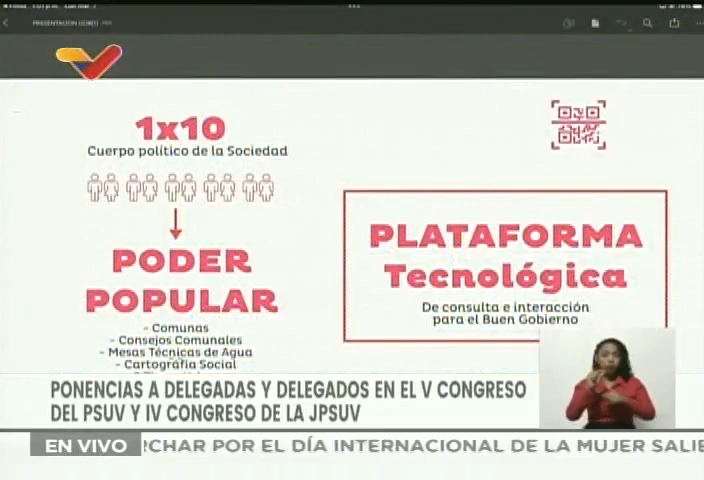 PRESENTACION GENIO
1x10
Cuerpo político de la Sociedad
PODER
POPULAR
- Comunas
- Consejos Comunales
- Mesas Técnicas de Agua
- Cartografía Social
PLATAFORMA
Tecnológica
De consulta e interacción
para el Buen Gobierno
PONENCIAS A DELEGADAS Y DELEGADOS EN EL V CONGRESO
DEL PSUV Y IV CONGRESO DE LA JPSUV
EN VIVO
RCHAR POR EL DÍA INTERNACIONAL DE LA MUJER SALIE